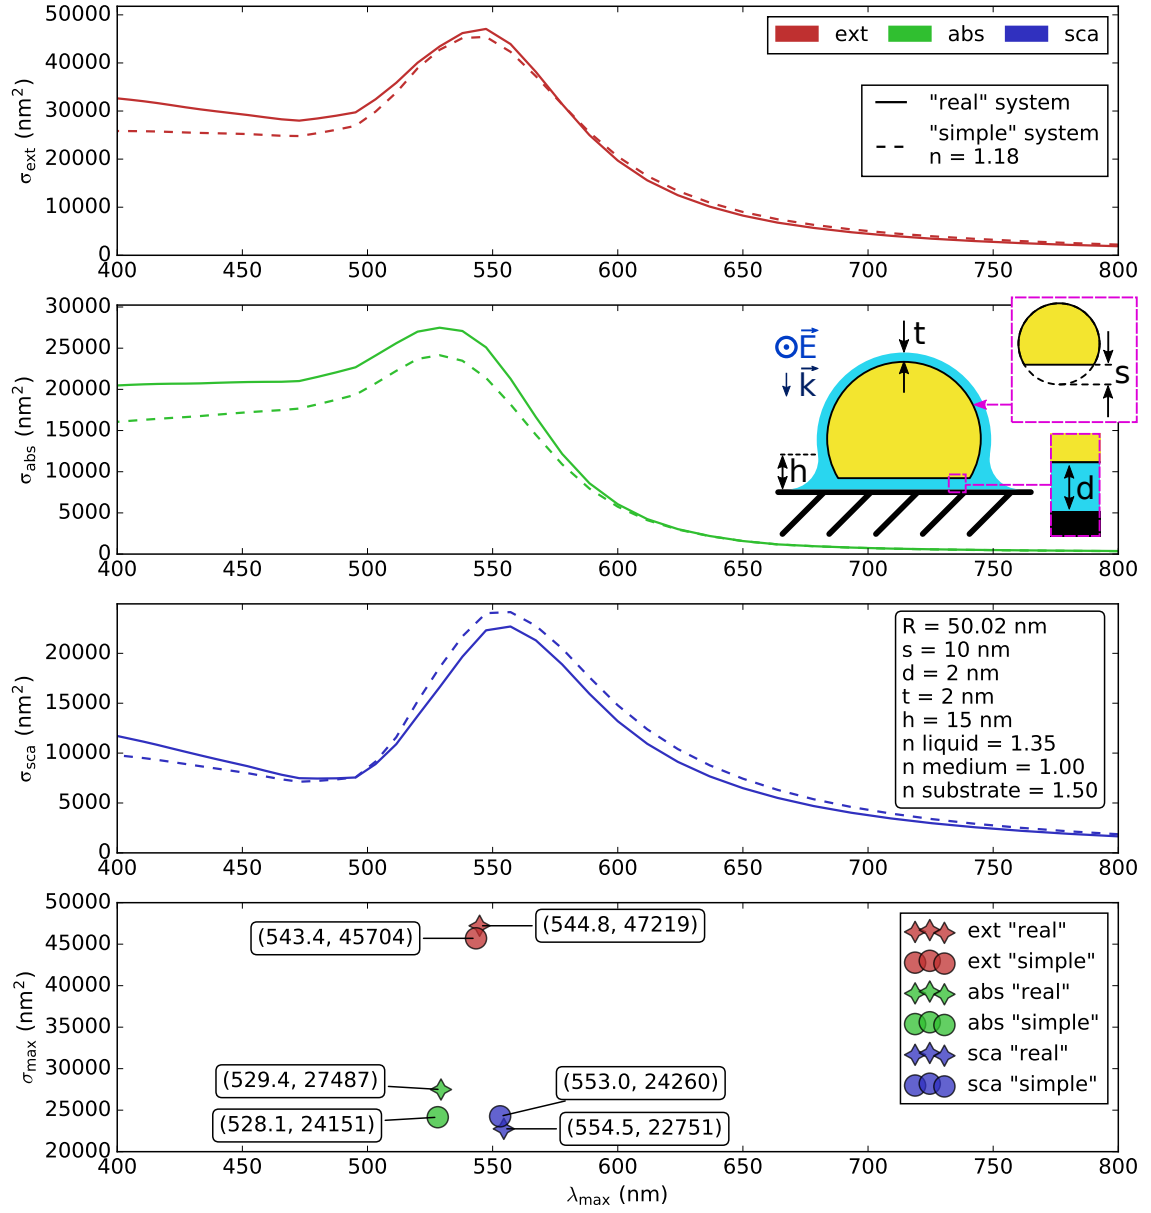 50000
40000
30000
20000
10000
0
σext (nm²)
ext abs sca
"real" system
"simple" system
n = 1.18
400 450 500 550 600 650 700 750 800
30000
25000
20000
15000
10000
5000
0
σabs (nm²)
E
k
t
h
s
d
400 450 500 550 600 650 700 750 800
20000
15000
10000
5000
0
σsca (nm²)
R = 50.02 nm
s = 10 nm
d = 2 nm
t = 2 nm
h = 15 nm
n liquid = 1.35
n medium = 1.00
n substrate = 1.50
400 450 500 550 600 650 700 750 800
50000
45000
40000
35000
30000
25000
20000
σmax (nm²)
(543.4, 45704)
(544.8, 47219)
(529.4, 27487)
(528.1, 24151)
(553.0, 24260)
(554.5, 22751)
ext "real"
ext "simple"
abs "real"
abs "simple"
sca "real"
sca "simple"
400 450 500 550 600 650 700 750 800
λmax (nm)